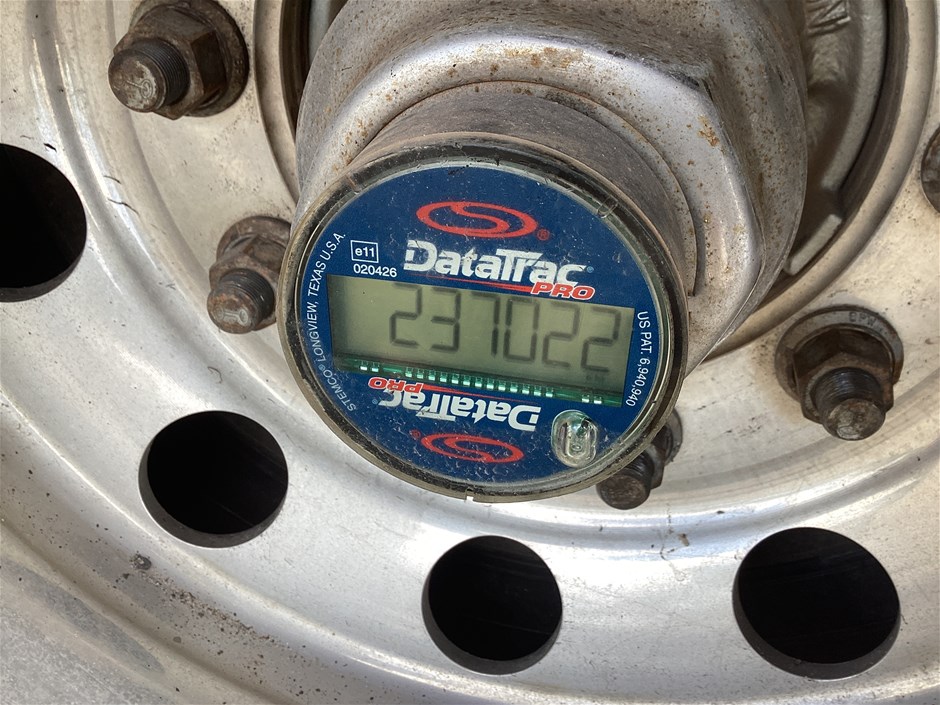 e11
020426
DataTrac®
PRO
237022
STEMCO® LONGVIEW, TEXAS U.S.A.
US PAT. 6,940,940
DataTrac
PRO